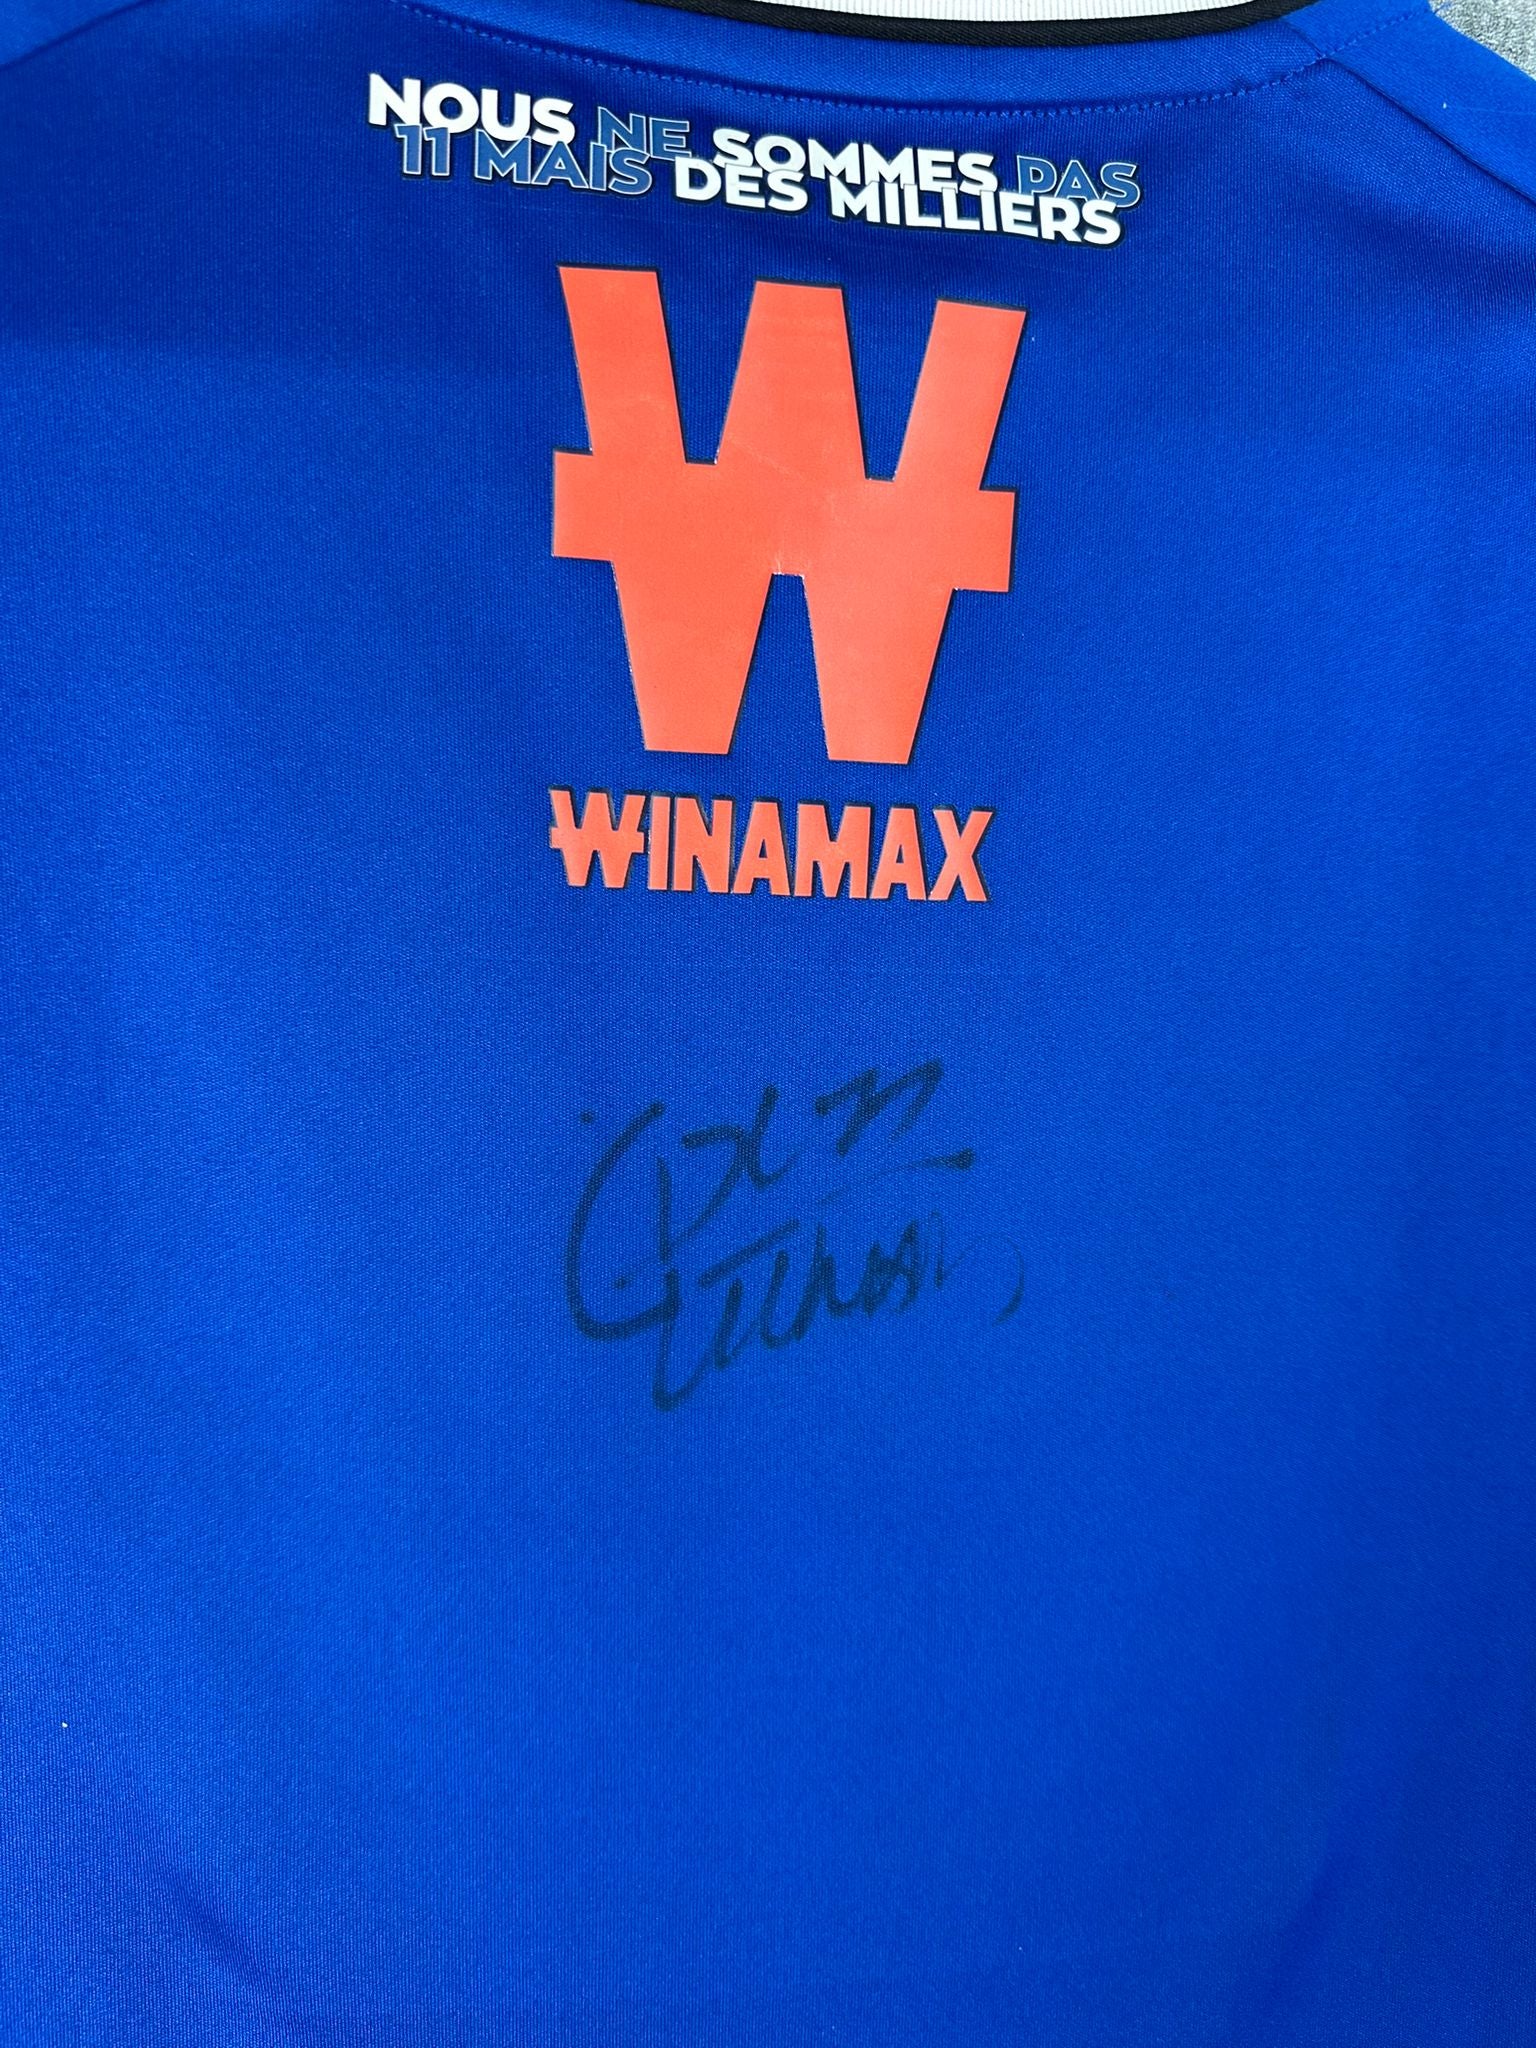 NOUS NE SOMMES PAS
11 MAIS DES MILLIERS
W
WINAMAX